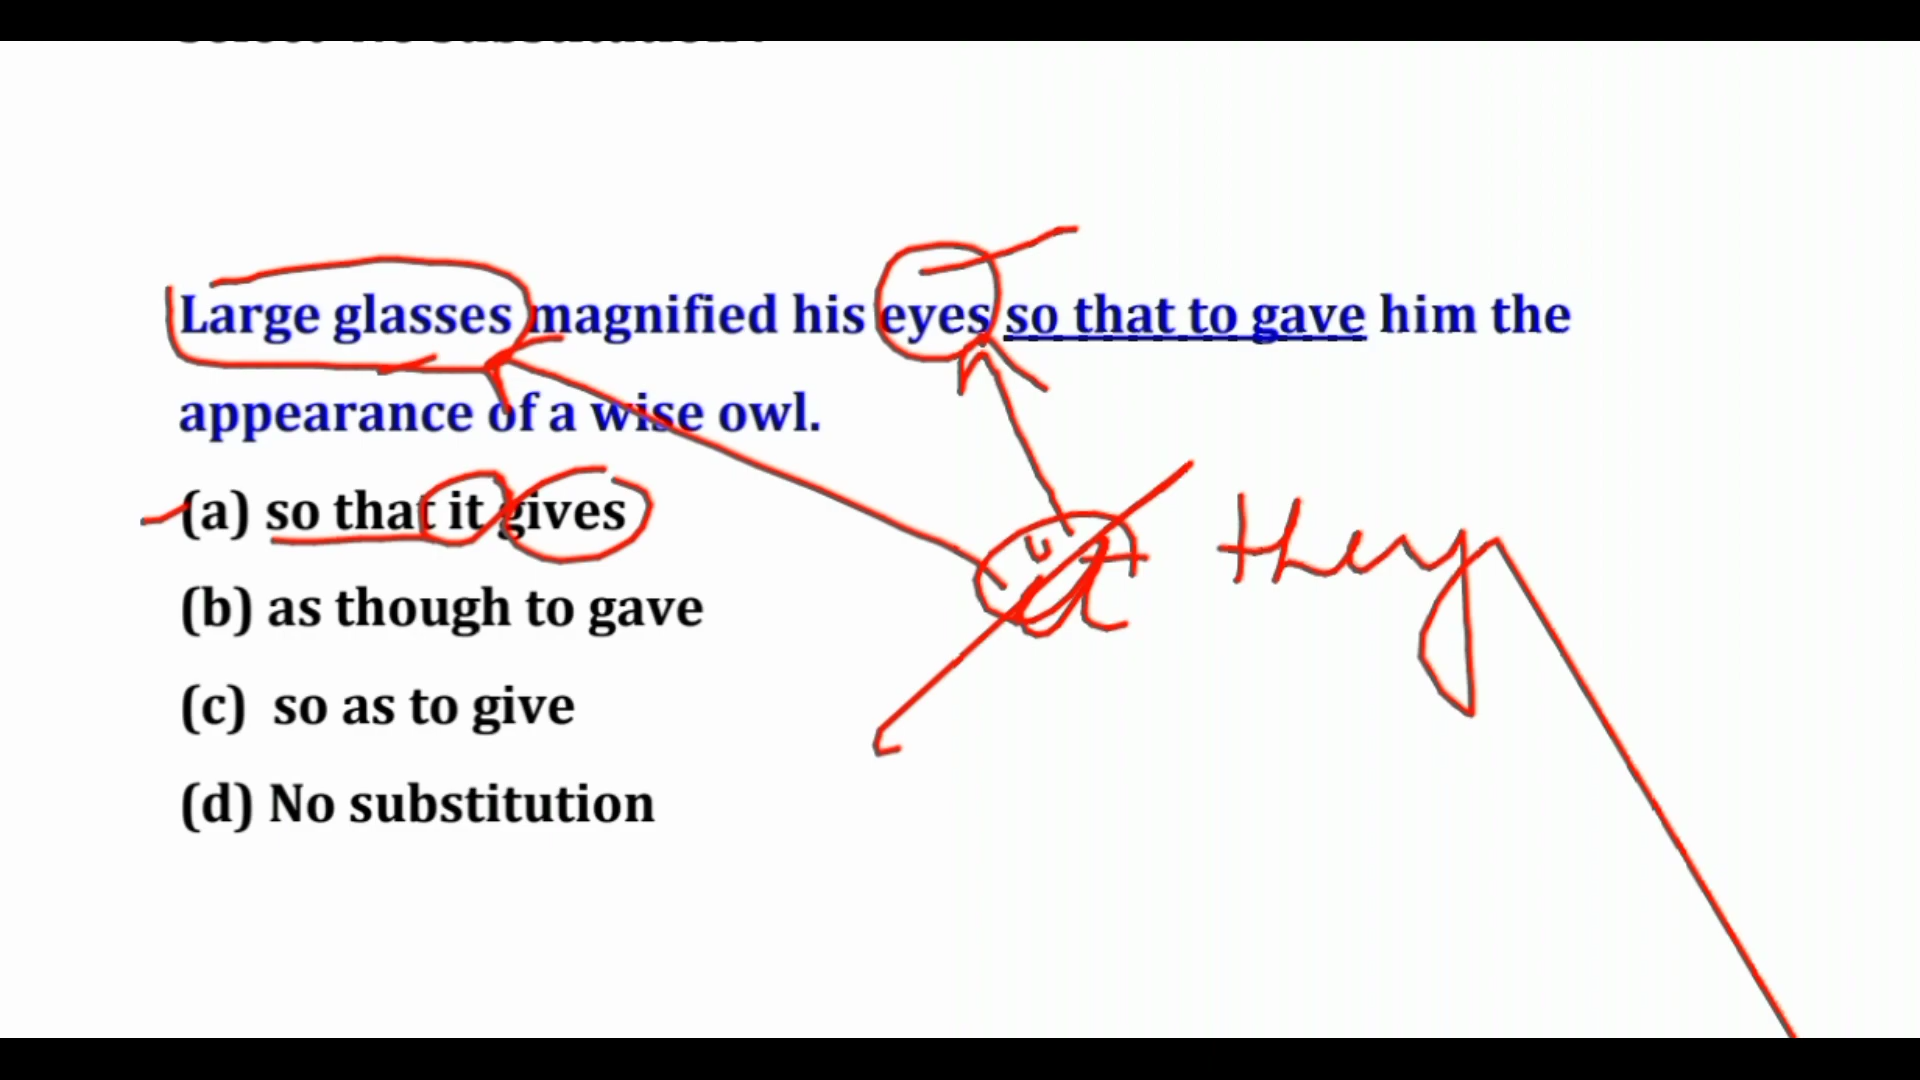 Large glasses magnified his eyes so that to gave him the
appearance of a wise owl.
(a) so that it gives
it they
(b) as though to gave
(c) so as to give
(d) No substitution